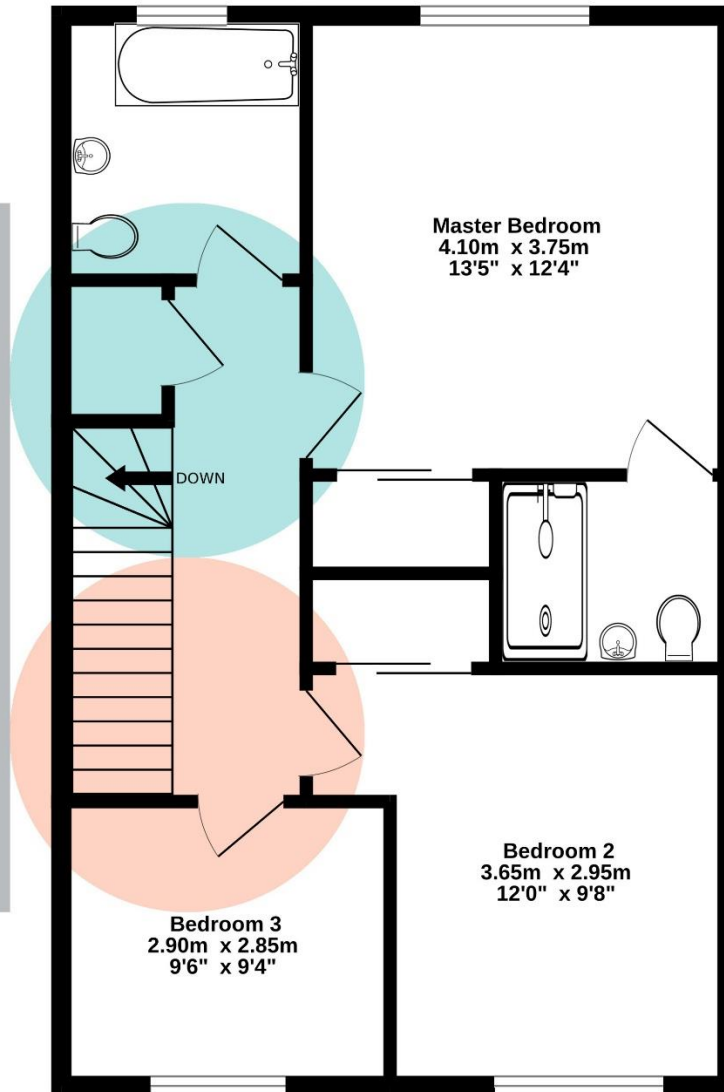 Master Bedroom
4.10m x 3.75m
13'5" x 12'4"
DOWN
Bedroom 2
3.65m x 2.95m
12'0" x 9'8"
Bedroom 3
2.90m x 2.85m
9'6" x 9'4"